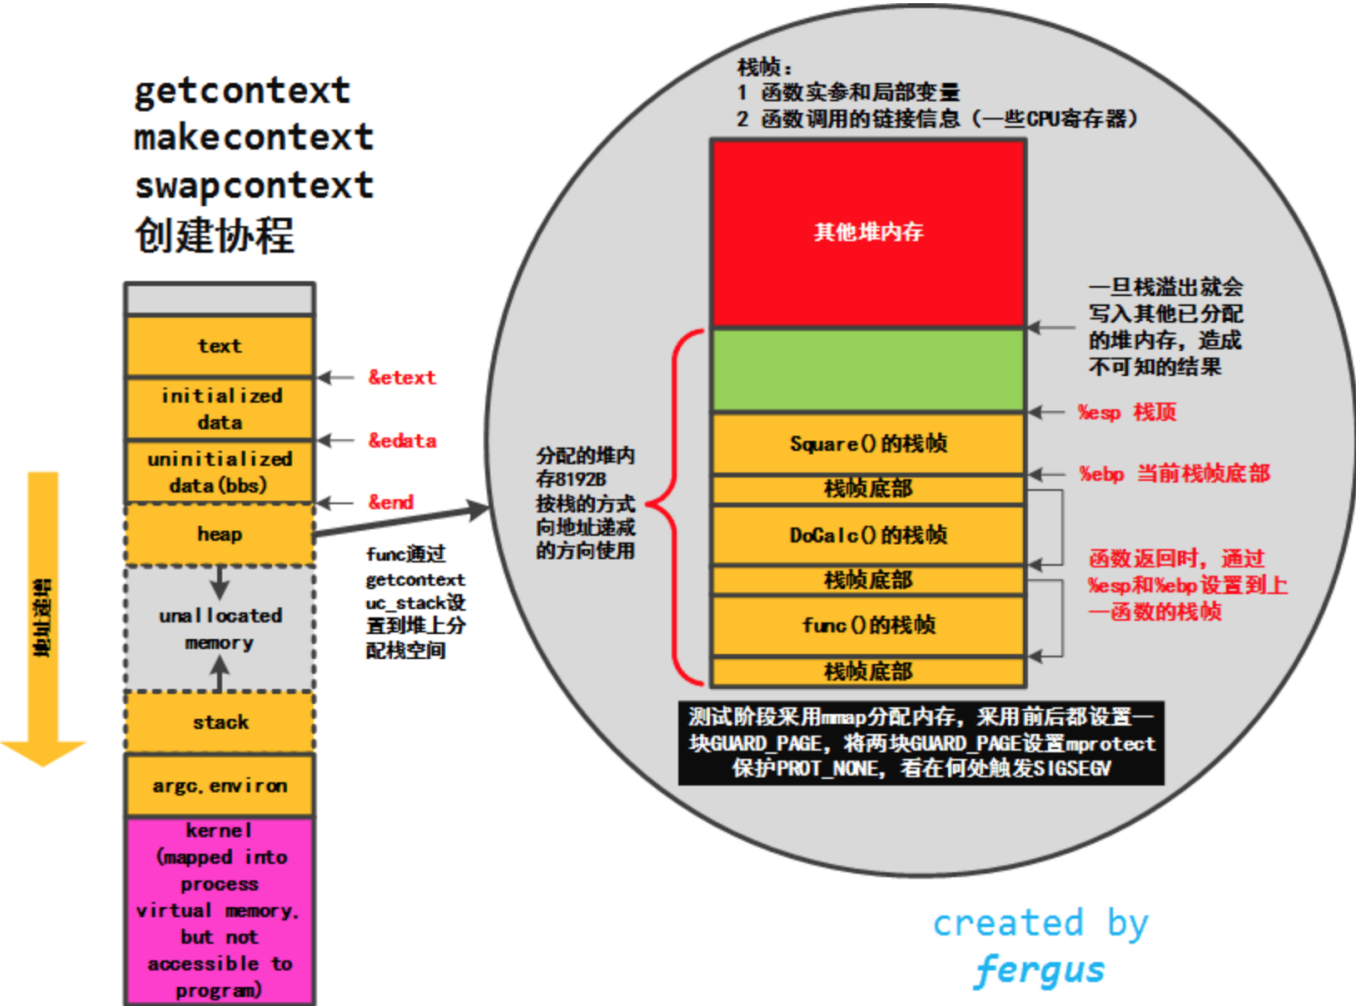 getcontext
makecontext
swapcontext
创建协程
text
&etext
initialized
data
&edata
uninitialized
data(bbs)
&end
heap
func通过
getcontext
uc_stack设
置到堆上分
配栈空间
unallocated
memory
stack
argc.environ
kernel
(mapped into
process
virtual memory.
but not
accessible to
program)
地址递增
栈帧：
1 函数实参和局部变量
2 函数调用的链接信息（一些CPU寄存器）
其他堆内存
一旦栈溢出就会
写入其他已分配
的堆内存，造成
不可知的结果
%esp 栈顶
Square()的栈帧
%ebp 当前栈帧底部
栈帧底部
DoCalc()的栈帧
栈帧底部
func()的栈帧
栈帧底部
分配的堆内
存8192B
按栈的方式
向地址递减
的方向使用
函数返回时，通过
%esp和%ebp设置到上
一函数的栈帧
测试阶段采用mmap分配内存，采用前后都设置一
块GUARD_PAGE，将两块GUARD_PAGE设置mprotect
保护PROT_NONE，看在何处触发SIGSEGV
created by
fergus